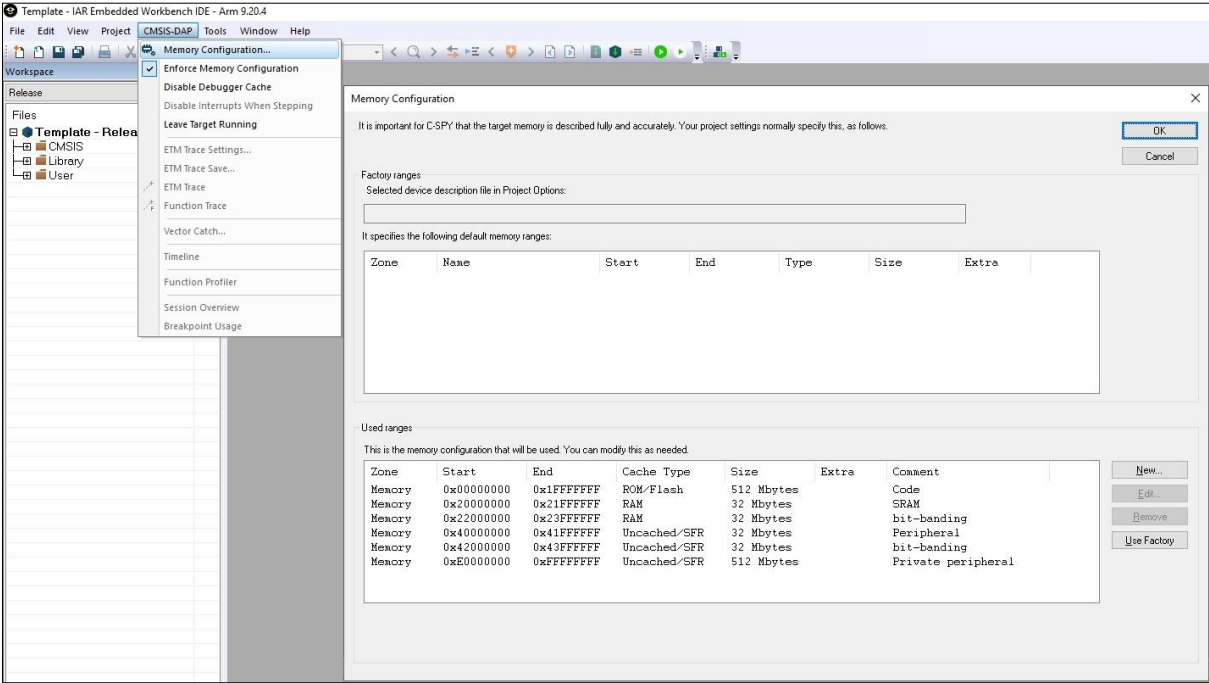 Template - IAR Embedded Workbench IDE - Arm 9.20.4
File Edit View Project CMSIS-DAP Tools Window Help
Memory Configuration...
Enforce Memory Configuration
Disable Debugger Cache
Disable Interrupts When Stepping
Leave Target Running
ETM Trace Settings...
ETM Trace Save...
ETM Trace
Function Trace
Vector Catch...
Timeline
Function Profiler
Session Overview
Breakpoint Usage
Workspace
Release
Files
Template - Relea
CMSIS
Library
User
Memory Configuration
It is important for C-SPY that the target memory is described fully and accurately. Your project settings normally specify this, as follows.
OK
Cancel
Factory ranges
Selected device description file in Project Options:
It specifies the following default memory ranges:
Zone Name Start End Type Size Extra
Used ranges
This is the memory configuration that will be used. You can modify this as needed.
Zone Start End Cache Type Size Extra Comment
Memory 0x00000000 0x1FFFFFFF ROM/Flash 512 Mbytes Code
Memory 0x20000000 0x21FFFFFF RAM 32 Mbytes SRAM
Memory 0x22000000 0x23FFFFFF RAM 32 Mbytes bit-banding
Memory 0x40000000 0x41FFFFFF Uncached/SFR 32 Mbytes Peripheral
Memory 0x42000000 0x43FFFFFF Uncached/SFR 32 Mbytes bit-banding
Memory 0xE0000000 0xFFFFFFFF Uncached/SFR 512 Mbytes Private peripheral
New...
Edit...
Remove
Use Factory